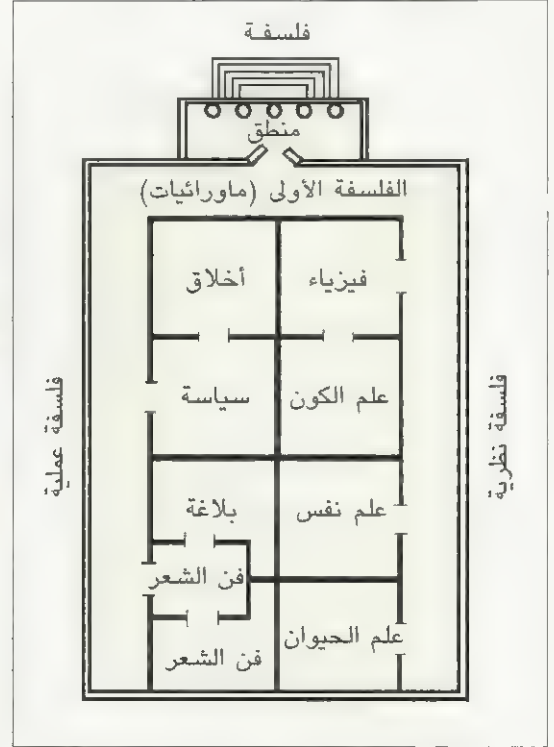 فلسفة
منطق
الفلسفة الأولى (ماورائيات)
فيزياء
أخلاق
علم الكون
سياسة
فلسفة نظرية
فلسفة عملية
علم نفس
بلاغة
فن الشعر
علم الحيوان
فن الشعر